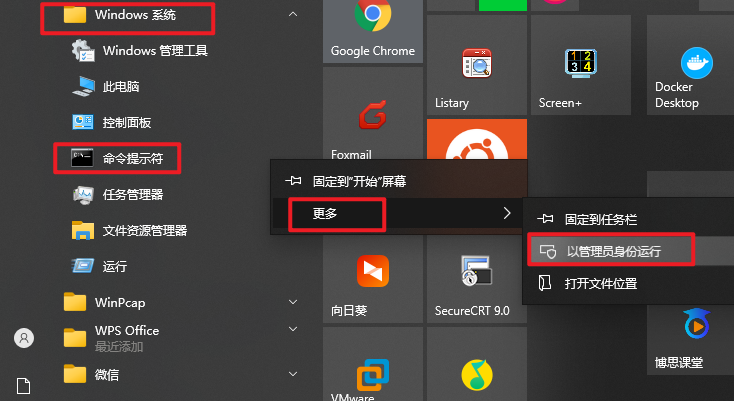 Windows 系统
Windows 管理工具
此电脑
控制面板
命令提示符
任务管理器
文件资源管理器
运行
WinPcap
WPS Office
最近添加
微信
Google Chrome
Listary
Screen+
Docker
Desktop
Foxmail
固定到"开始"屏幕
更多
固定到任务栏
以管理员身份运行
打开文件位置
向日葵
SecureCRT 9.0
博思课堂
VMware